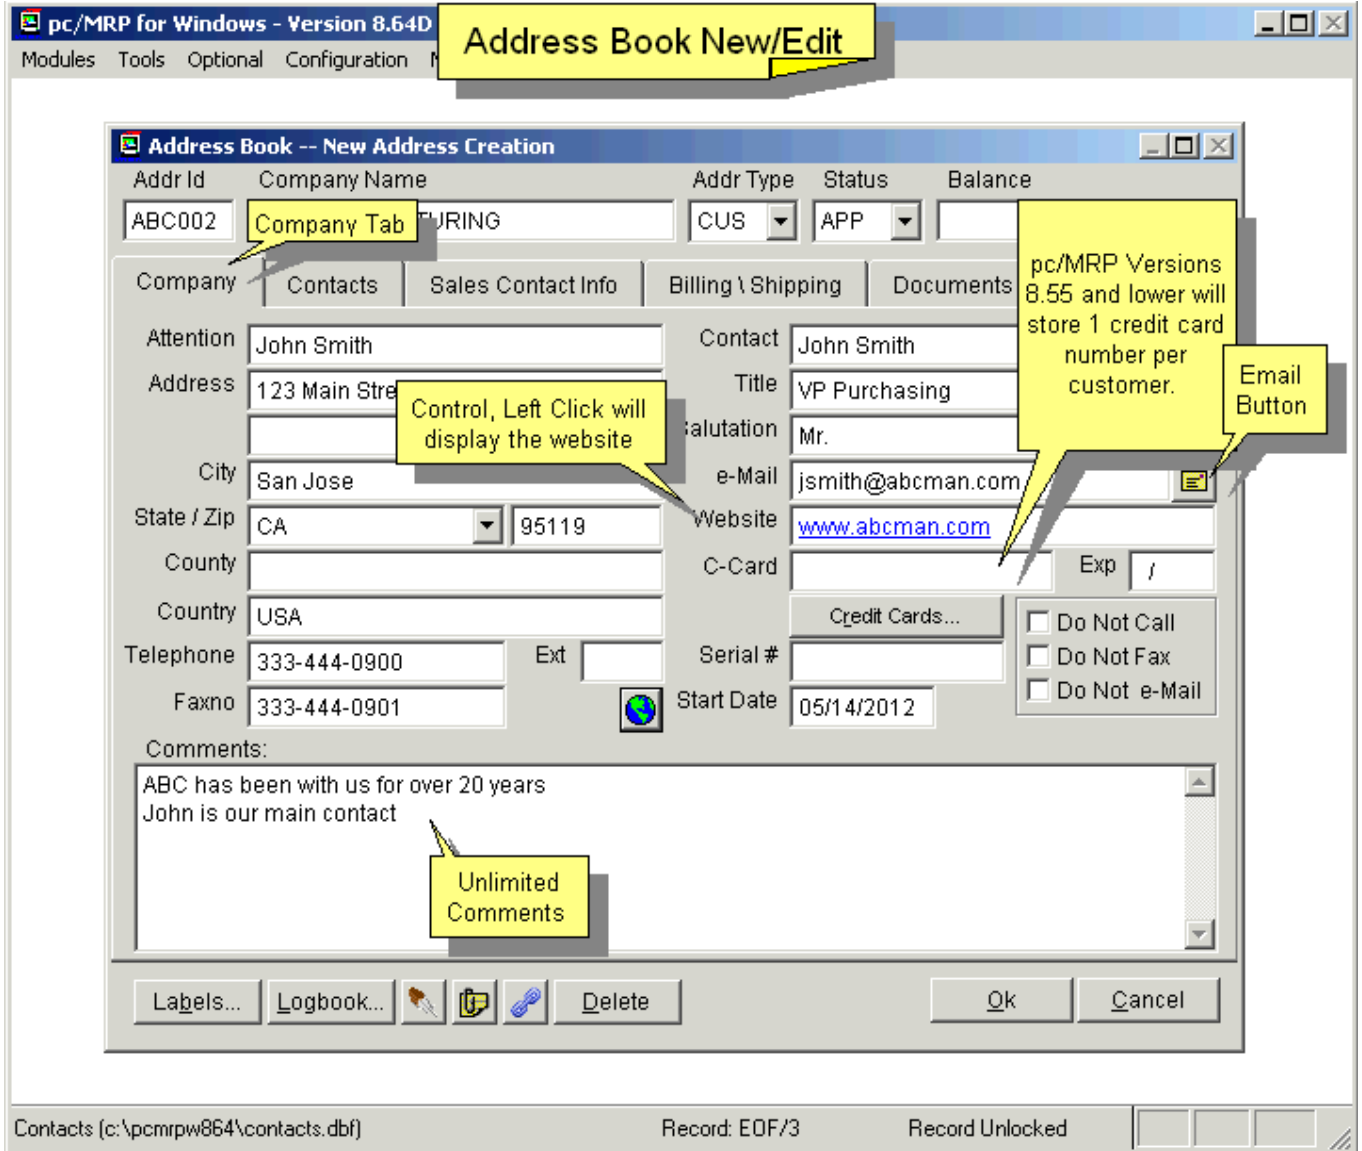 pc/MRP for Windows - Version 8.64D
Address Book New/Edit
Modules Tools Optional Configuration
Address Book -- New Address Creation
Addr Id Company Name Addr Type Status Balance
ABC002 TURING CUS APP
Company Tab
Company Contacts Sales Contact Info Billing \ Shipping Documents
pc/MRP Versions
8.55 and lower will
store 1 credit card
number per
customer.
Attention John Smith Contact John Smith
Address 123 Main Stre Title VP Purchasing
Email
Button
Control, Left Click will
display the website
alutation Mr.
City San Jose e-Mail jsmith@abcman.com
State / Zip CA 95119 Website www.abcman.com
County C-Card Exp /
Country USA Credit Cards... Do Not Call
Telephone 333-444-0900 Ext Serial # Do Not Fax
Faxno 333-444-0901 Start Date 05/14/2012 Do Not e-Mail
Comments:
ABC has been with us for over 20 years
John is our main contact
Unlimited
Comments
Labels... Logbook... Delete Ok Cancel
Contacts (c:\pcmrpw864\contacts.dbf) Record: EOF/3 Record Unlocked